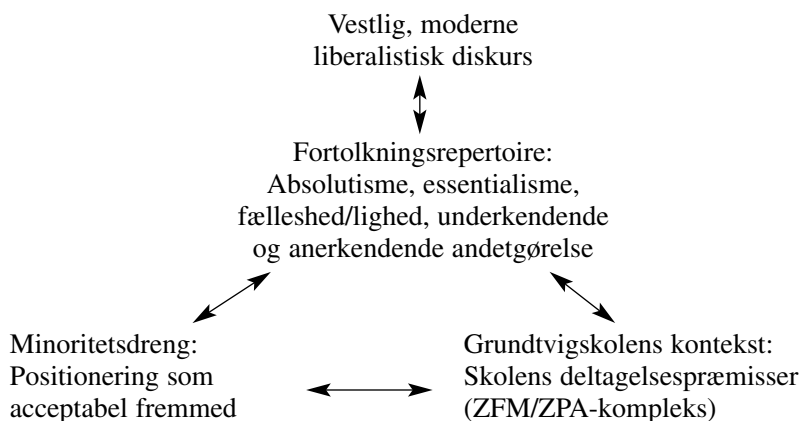 Vestlig, moderne
liberalistisk diskurs
Fortolkningsrepertoire:
Absolutisme, essentialisme,
fælleshed/lighed, underkendende
og anerkendende andetgørelse
Minoritetsdreng:
Positionering som
acceptabel fremmed
Grundtvigskolens kontekst:
Skolens deltagelsespræmisser
(ZFM/ZPA-kompleks)